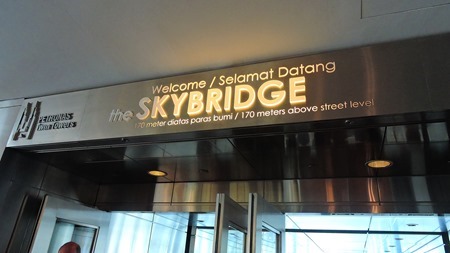 PETRONAS
Twin Towers
Welcome / Selamat Datang
the SKYBRIDGE
170 meter diatas paras bumi / 170 meters above street level